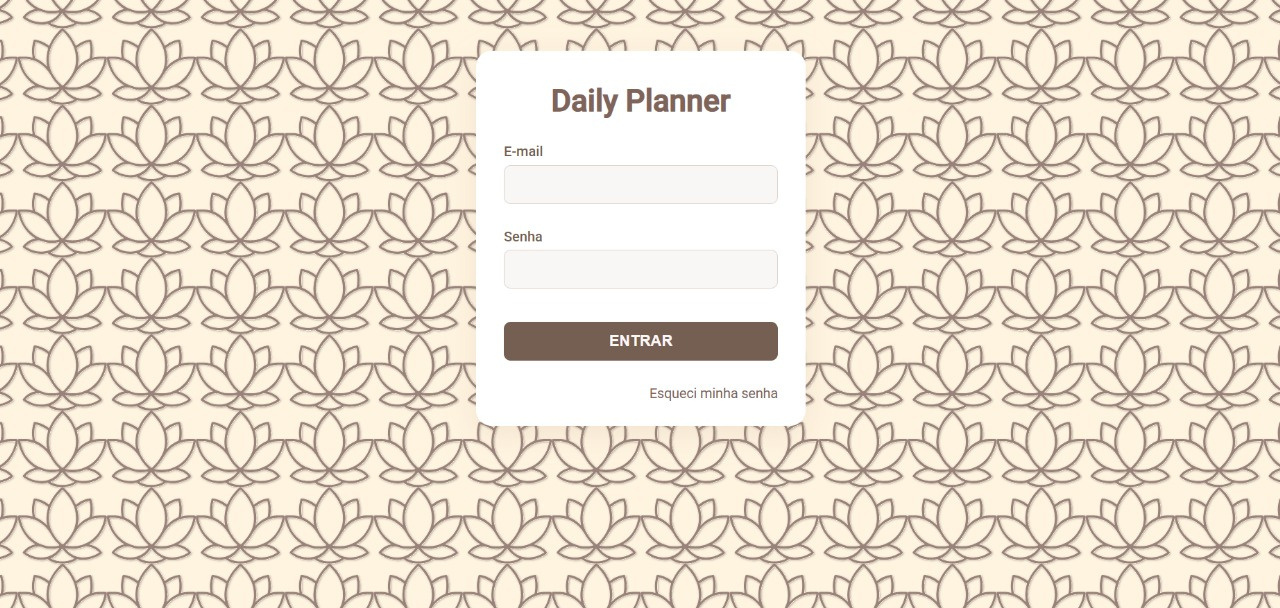 Daily Planner
E-mail
Senha
ENTRAR
Esqueci minha senha